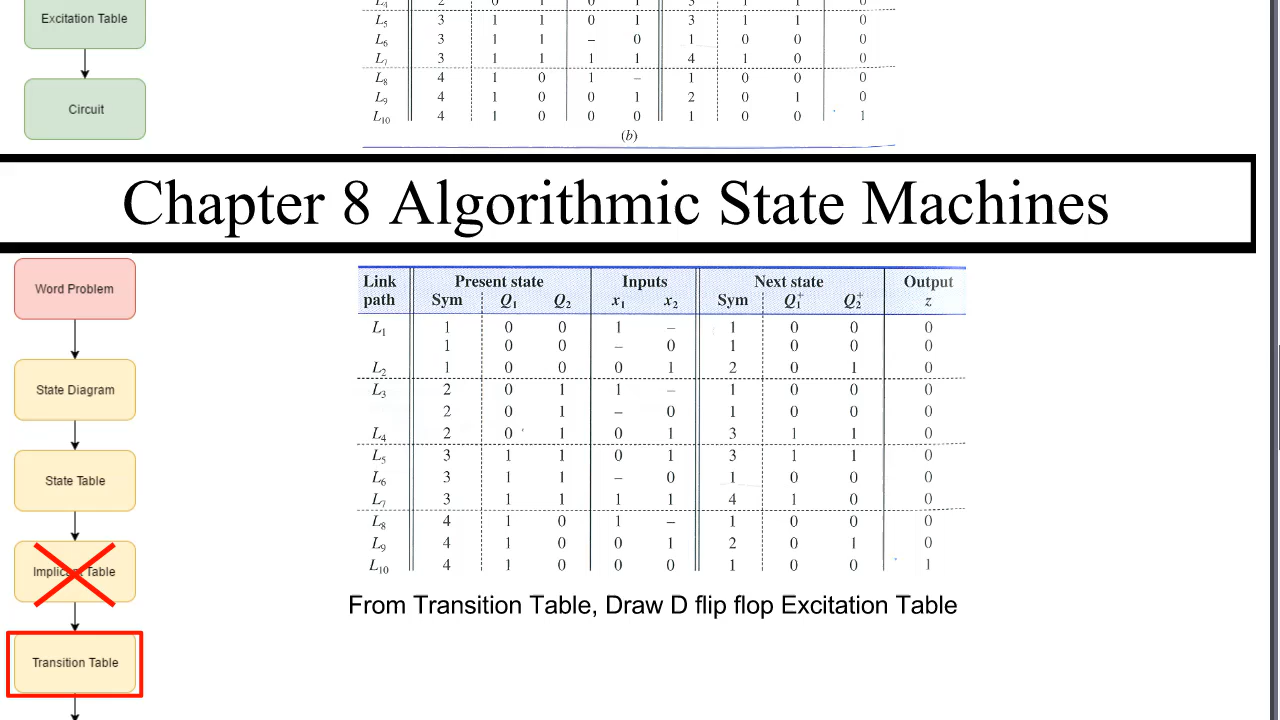 Excitation Table
Circuit
L4 2 0 1 0 1 3 1 1 0
L5 3 1 1 0 1 3 1 1 0
L6 3 1 1 – 0 1 0 0 0
L7 3 1 1 1 1 4 1 0 0
L8 4 1 0 1 – 1 0 0 0
L9 4 1 0 0 1 2 0 1 0
L10 4 1 0 0 0 1 0 0 1
(b)
Chapter 8 Algorithmic State Machines
Word Problem
State Diagram
State Table
Table
Transition Table
Link Present state Inputs Next state Output
path Sym Q1 Q2 x1 x2 Sym Q1+ Q2+ z
L1 1 0 0 1 – 1 0 0 0
1 0 0 – 0 1 0 0 0
L2 1 0 0 0 1 2 0 1 0
L3 2 0 1 1 – 1 0 0 0
2 0 1 – 0 1 0 0 0
L4 2 0 1 0 1 3 1 1 0
L5 3 1 1 0 1 3 1 1 0
L6 3 1 1 – 0 1 0 0 0
L7 3 1 1 1 1 4 1 0 0
L8 4 1 0 1 – 1 0 0 0
L9 4 1 0 0 1 2 0 1 0
L10 4 1 0 0 0 1 0 0 1
From Transition Table, Draw D flip flop Excitation Table